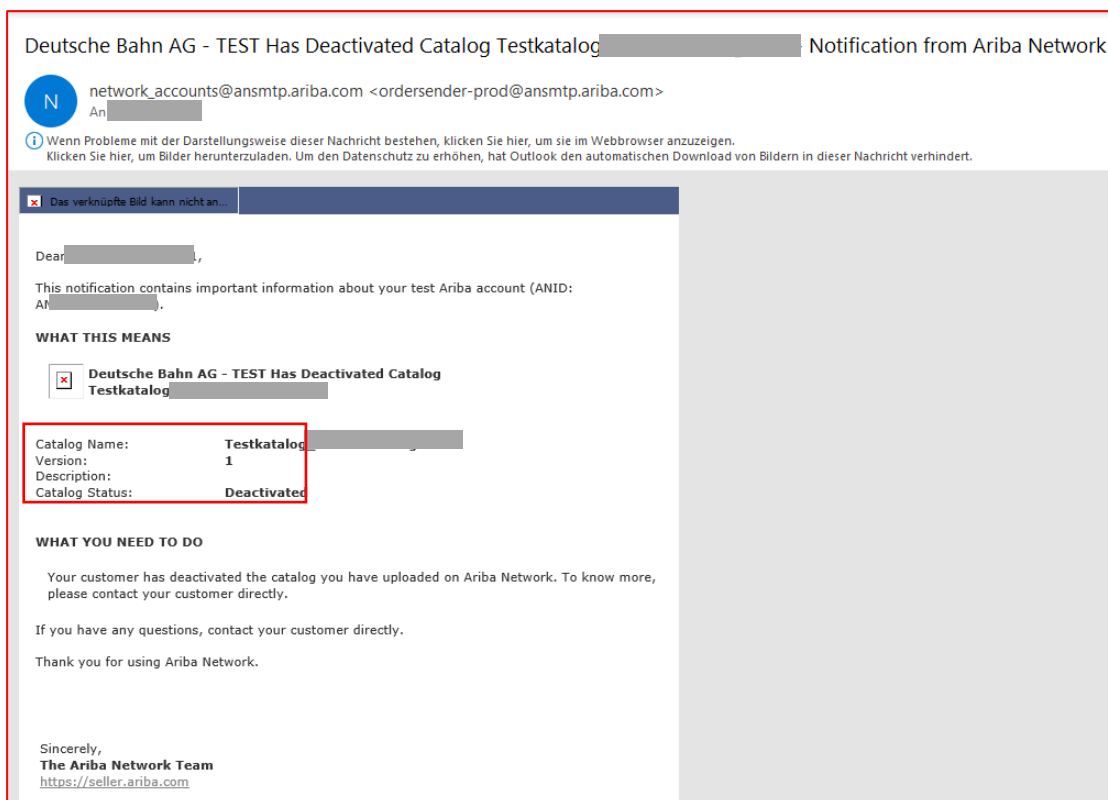 Deutsche Bahn AG - TEST Has Deactivated Catalog Testkatalog Notification from Ariba Network
N
network_accounts@ansmtp.ariba.com <ordersender-prod@ansmtp.ariba.com>
An
Wenn Probleme mit der Darstellungsweise dieser Nachricht bestehen, klicken Sie hier, um sie im Webbrowser anzuzeigen.
Klicken Sie hier, um Bilder herunterzuladen. Um den Datenschutz zu erhöhen, hat Outlook den automatischen Download von Bildern in dieser Nachricht verhindert.
Das verknüpfte Bild kann nicht an...
Dear ,
This notification contains important information about your test Ariba account (ANID:
AN ).
WHAT THIS MEANS
Deutsche Bahn AG - TEST Has Deactivated Catalog
Testkatalog
Catalog Name: Testkatalog_
Version: 1
Description:
Catalog Status: Deactivated
WHAT YOU NEED TO DO
Your customer has deactivated the catalog you have uploaded on Ariba Network. To know more,
please contact your customer directly.
If you have any questions, contact your customer directly.
Thank you for using Ariba Network.
Sincerely,
The Ariba Network Team
https://seller.ariba.com